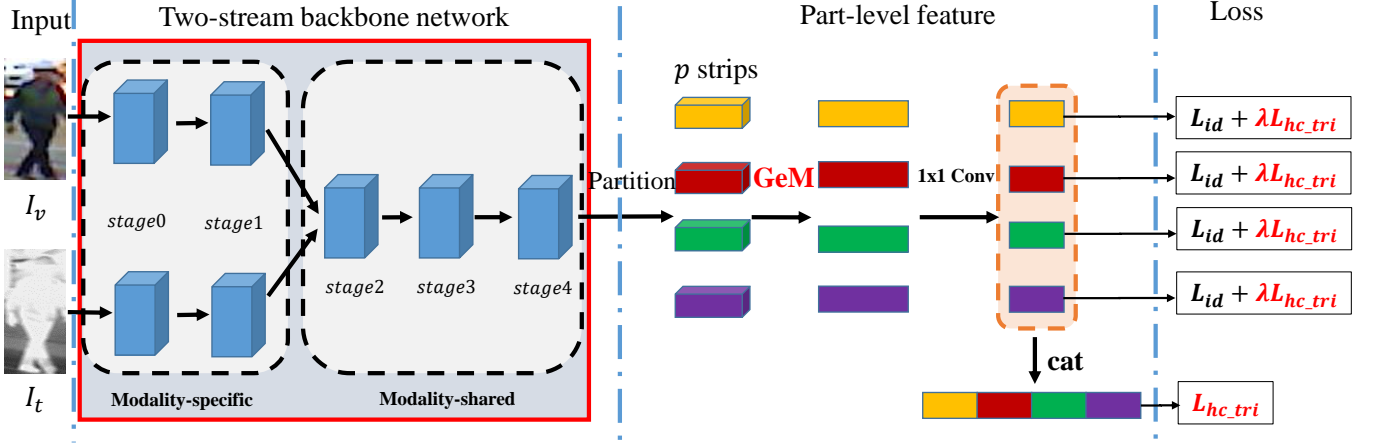 Input
Two-stream backbone network
Part-level feature
Loss
I_v
I_t
stage0
stage1
stage2
stage3
stage4
Modality-specific
Modality-shared
Partition
p strips
GeM
1x1 Conv
cat
L_id + λL_hc_tri
L_id + λL_hc_tri
L_id + λL_hc_tri
L_id + λL_hc_tri
L_hc_tri